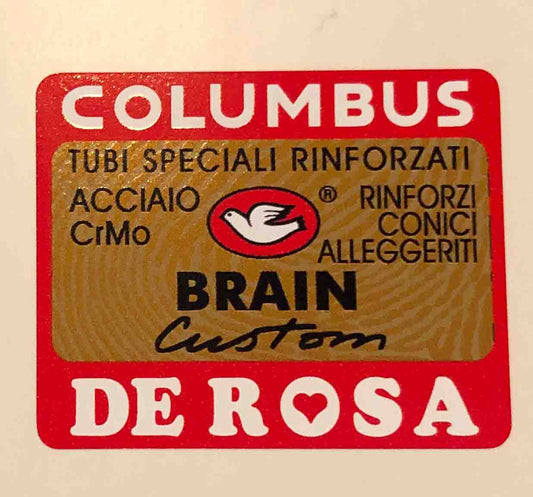 COLUMBUS
TUBI SPECIALI RINFORZATI
ACCIAIO
CrMo
®
RINFORZI
CONICI
ALLEGGERITI
BRAIN
Custom
DE ROSA